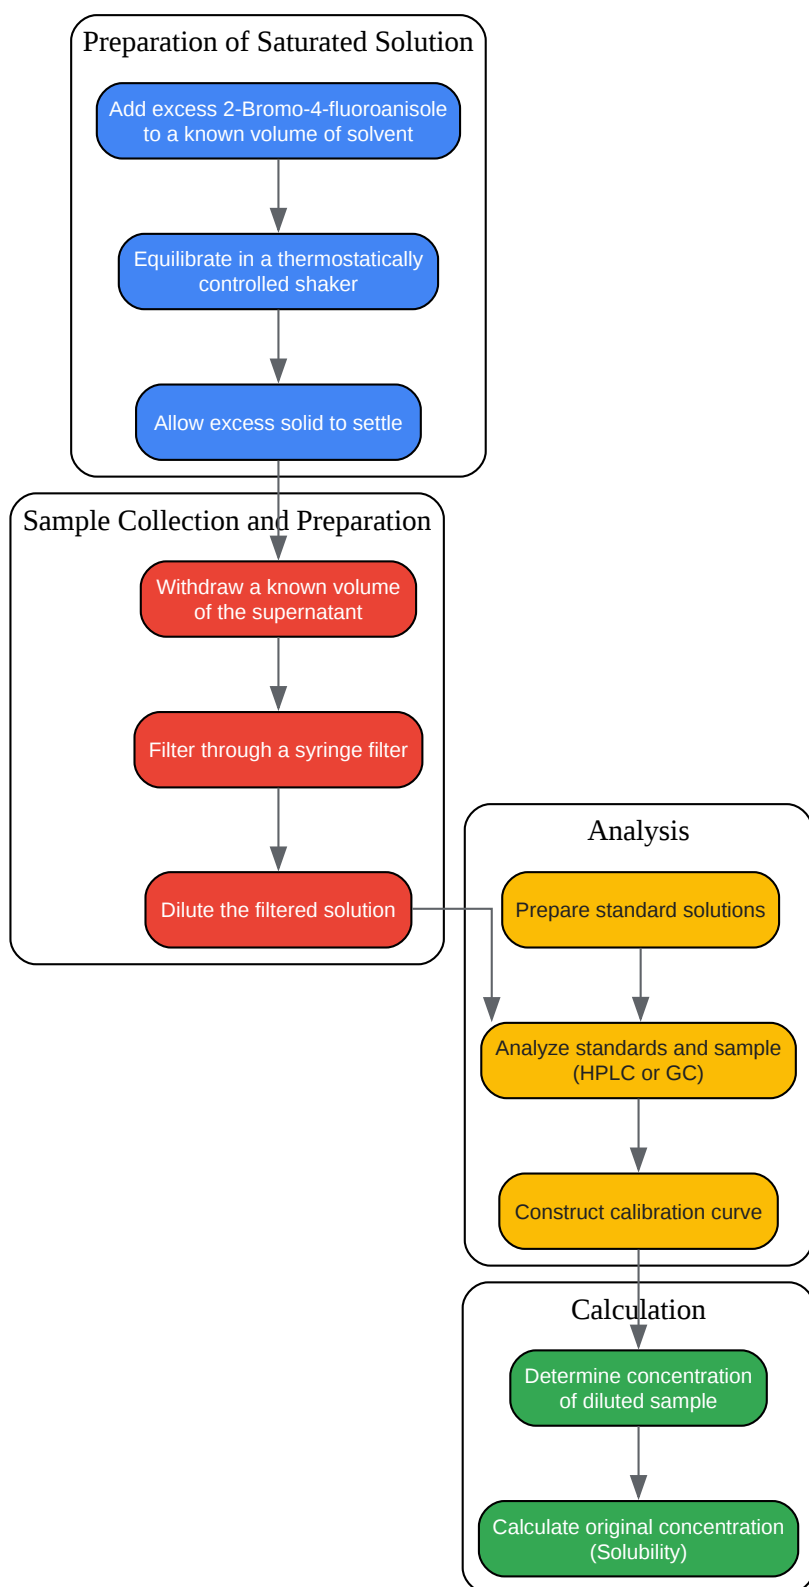 Preparation of Saturated Solution
Add excess 2-Bromo-4-fluoroanisole
to a known volume of solvent
Equilibrate in a thermostatically
controlled shaker
Allow excess solid to settle
Sample Collection and Preparation
Withdraw a known volume
of the supernatant
Filter through a syringe filter
Dilute the filtered solution
Analysis
Prepare standard solutions
Analyze standards and sample
(HPLC or GC)
Construct calibration curve
Calculation
Determine concentration
of diluted sample
Calculate original concentration
(Solubility)